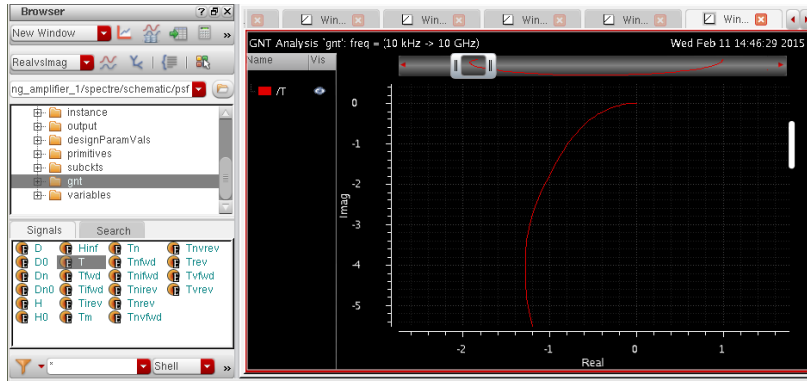 Browser
New Window
»
RealvsImag
ng_amplifier_1/spectre/schematic/psf
instance
output
designParamVals
primitives
subckts
gnt
variables
Signals Search
D Hinf Tn Tnvrev
D0 T Tnfwd Trev
Dn Tfwd Tnifwd Tvfwd
Dn0 Tifwd Tnirev Tvrev
H Tirev Tnrev
H0 Tm Tnvfwd
* Shell »
Win... Win... Win... Win... Win...
GNT Analysis 'gnt': freq = (10 kHz -> 10 GHz) Wed Feb 11 14:46:29 2015
Name Vis
/T
0
-1
-2
-3
-4
-5
Imag
-2 -1 0 1
Real